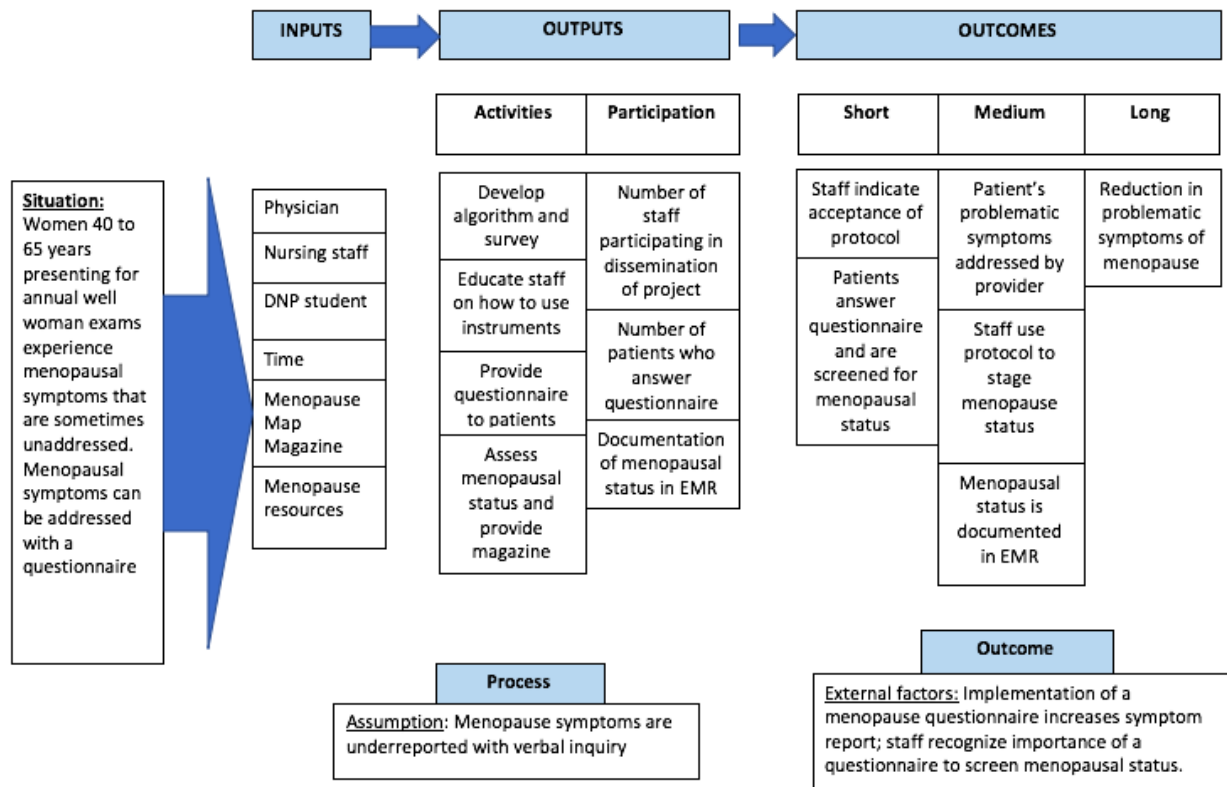 INPUTS
OUTPUTS
OUTCOMES
Activities
Participation
Short
Medium
Long
Situation:
Women 40 to
65 years
presenting for
annual well
woman exams
experience
menopausal
symptoms that
are sometimes
unaddressed.
Menopausal
symptoms can
be addressed
with a
questionnaire
Physician
Nursing staff
DNP student
Time
Menopause
Map
Magazine
Menopause
resources
Develop
algorithm and
survey
Educate staff
on how to use
instruments
Provide
questionnaire
to patients
Assess
menopausal
status and
provide
magazine
Number of
staff
participating in
dissemination
of project
Number of
patients who
answer
questionnaire
Documentation
of menopausal
status in EMR
Staff indicate
acceptance of
protocol
Patients
answer
questionnaire
and are
screened for
menopausal
status
Patient’s
problematic
symptoms
addressed by
provider
Staff use
protocol to
stage
menopause
status
Menopausal
status is
documented
in EMR
Reduction in
problematic
symptoms of
menopause
Process
Assumption: Menopause symptoms are
underreported with verbal inquiry
Outcome
External factors: Implementation of a
menopause questionnaire increases symptom
report; staff recognize importance of a
questionnaire to screen menopausal status.